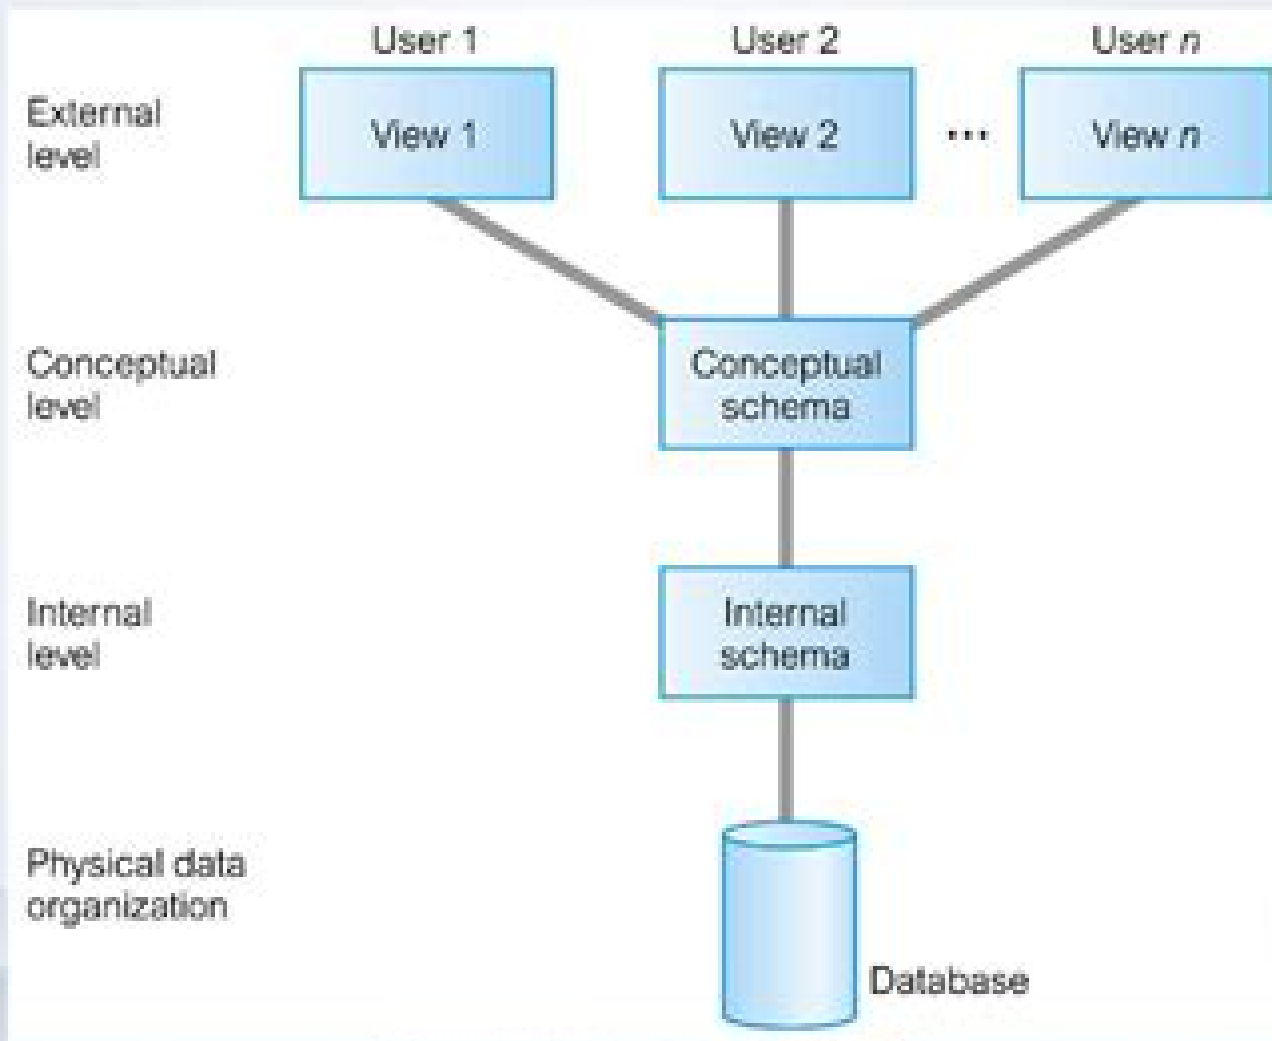 User 1
User 2
User n
External
level
View 1
View 2
...
View n
Conceptual
level
Conceptual
schema
Internal
level
Internal
schema
Physical data
organization
Database